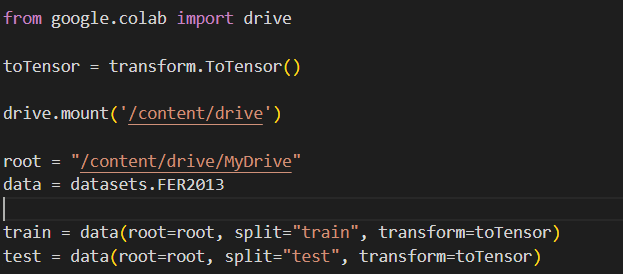 from google.colab import drive
toTensor = transform.ToTensor()
drive.mount('/content/drive')
root = "/content/drive/MyDrive"
data = datasets.FER2013
train = data(root=root, split="train", transform=toTensor)
test = data(root=root, split="test", transform=toTensor)